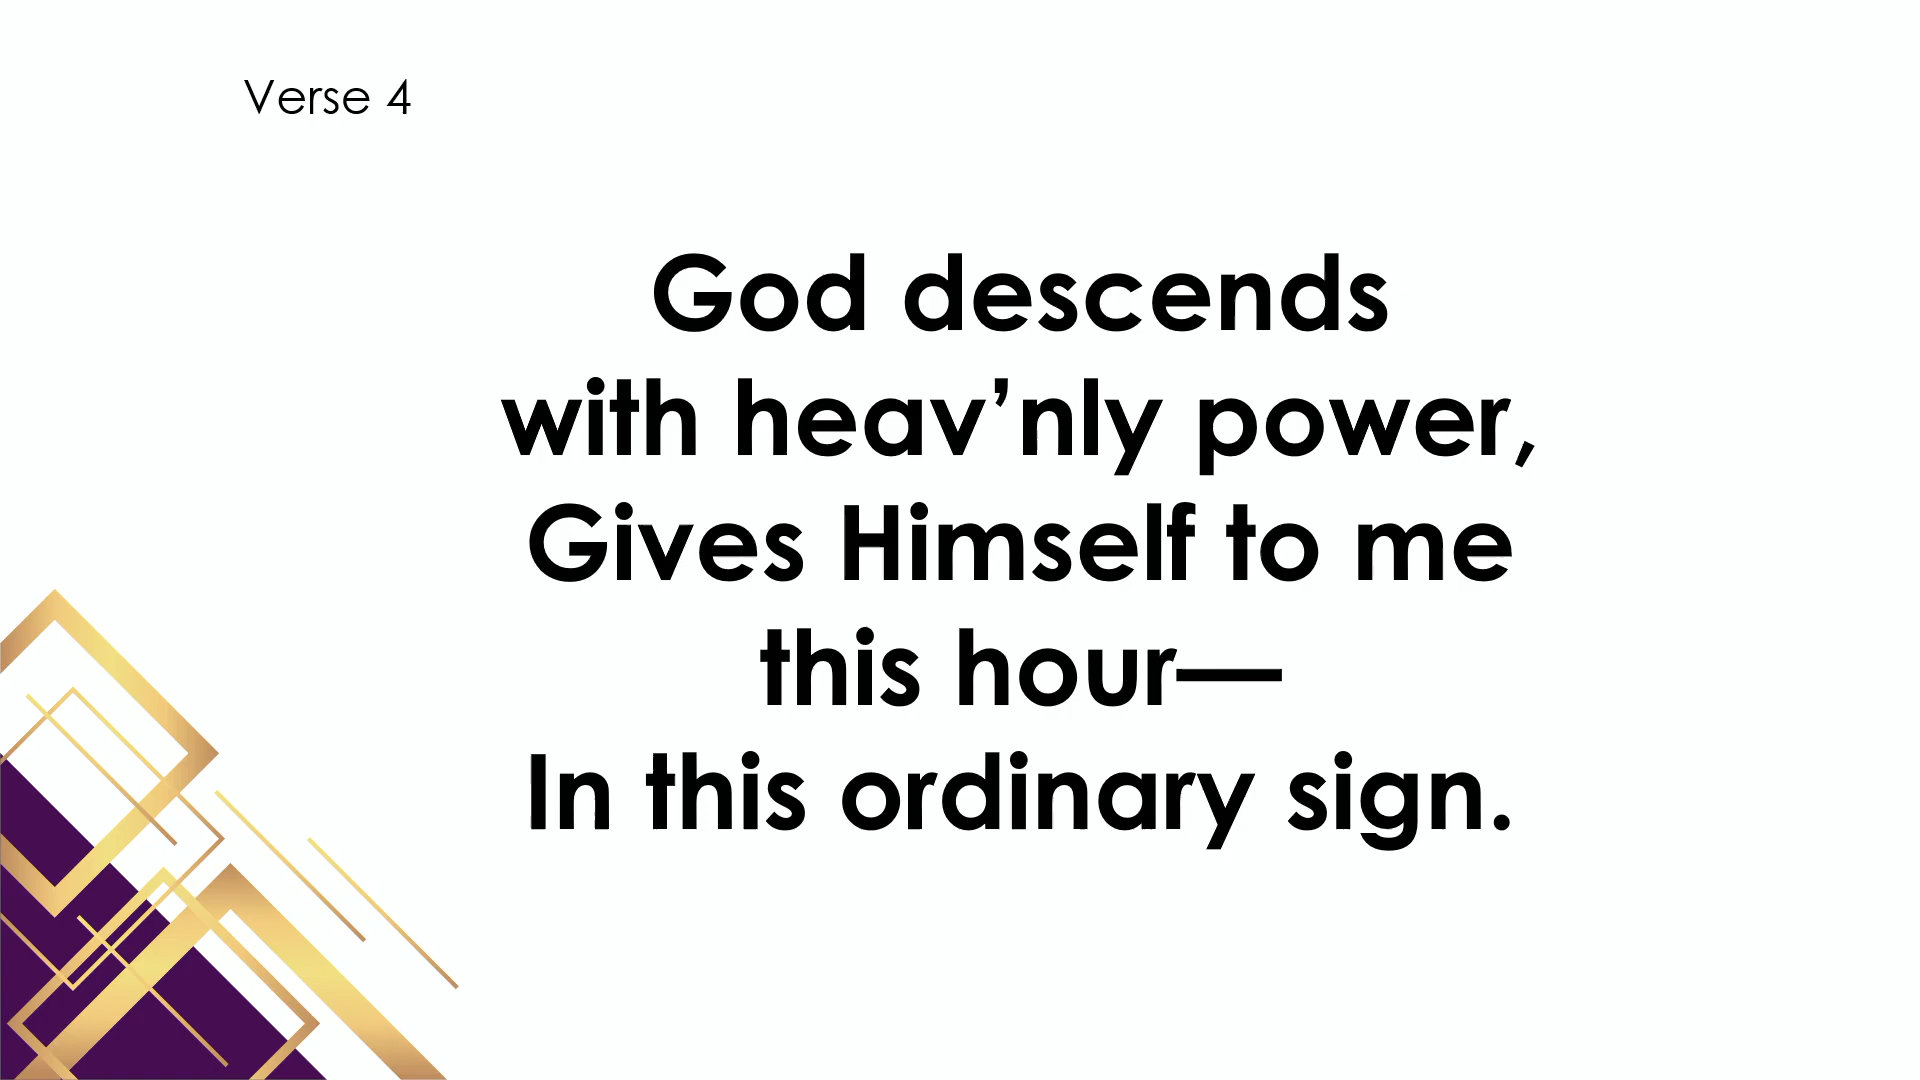 Verse 4
God descends
with heav’nly power,
Gives Himself to me
this hour—
In this ordinary sign.